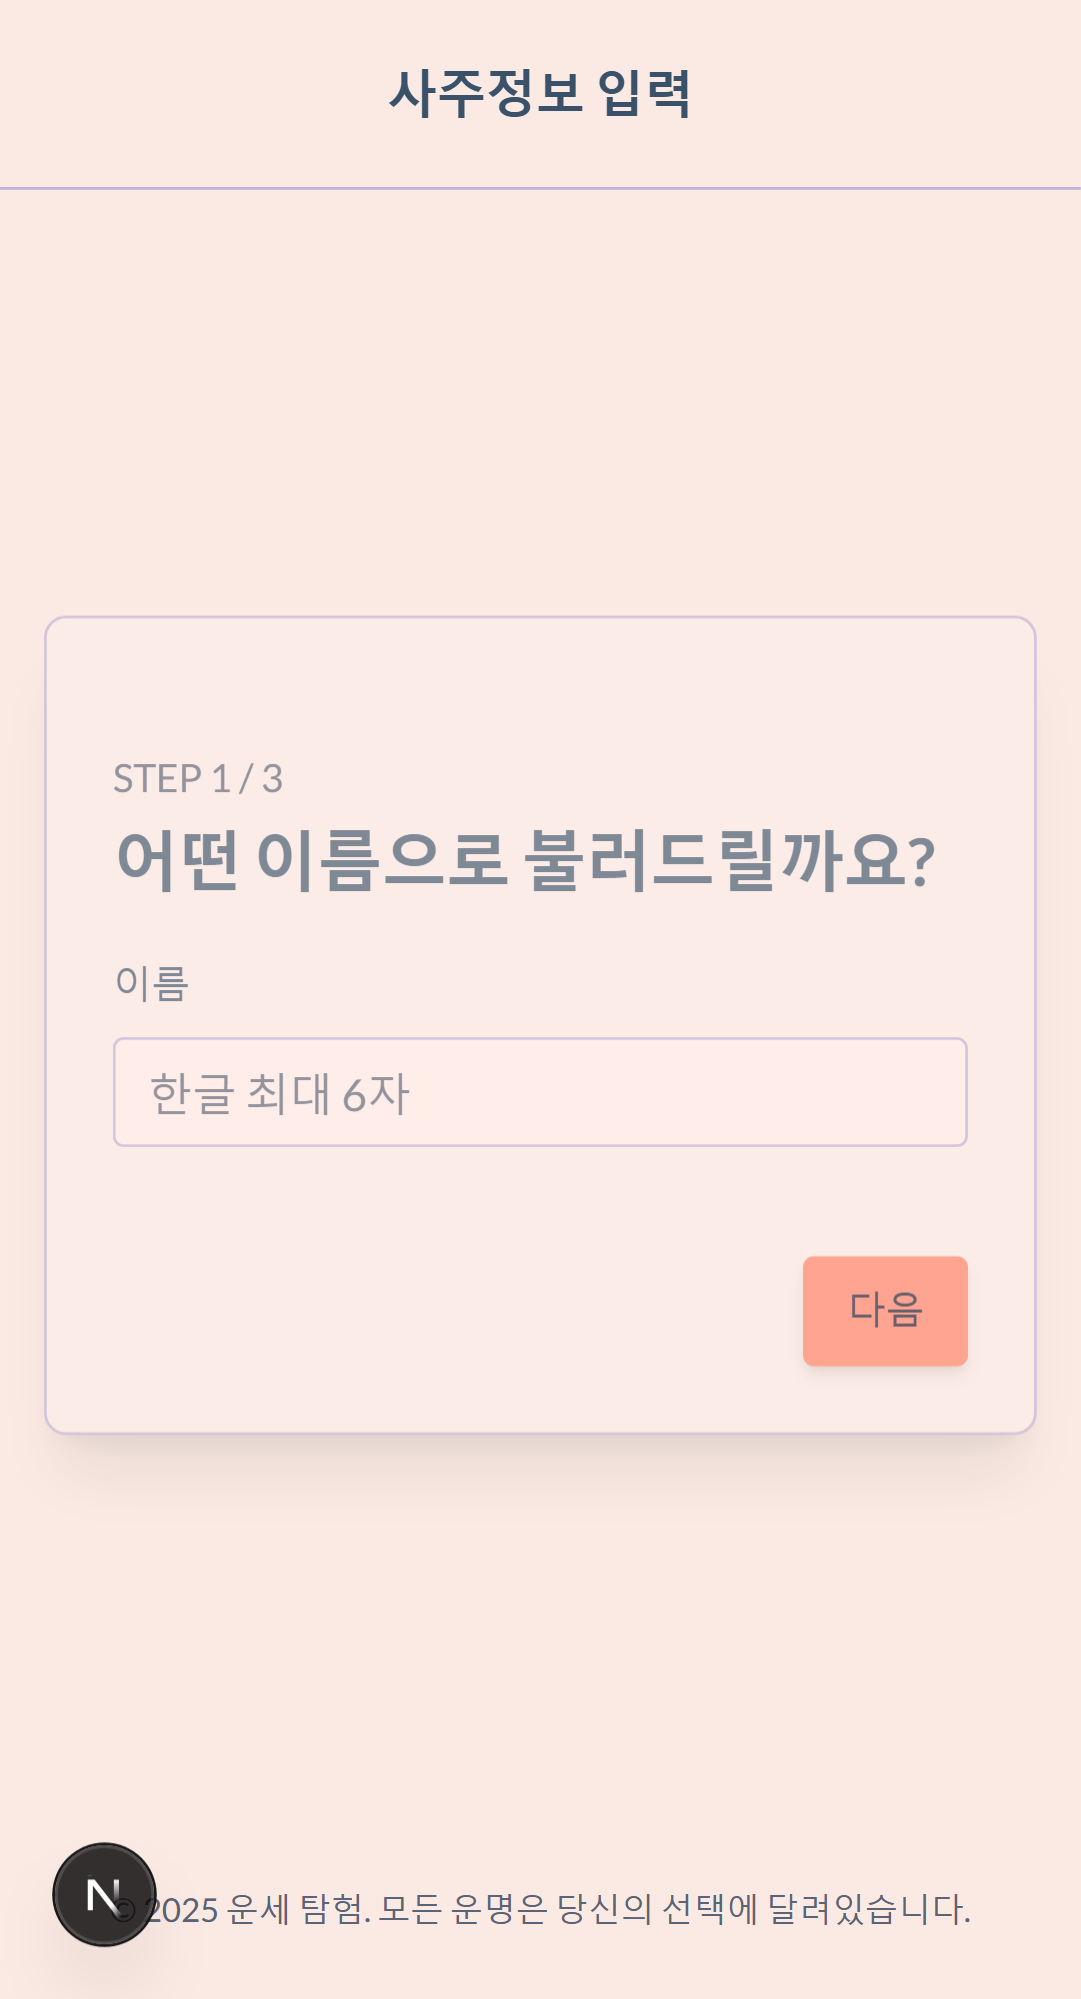 사주정보 입력
STEP 1 / 3
어떤 이름으로 불러드릴까요?
이름
한글 최대 6자
다음
N
© 2025 운세 탐험. 모든 운명은 당신의 선택에 달려있습니다.